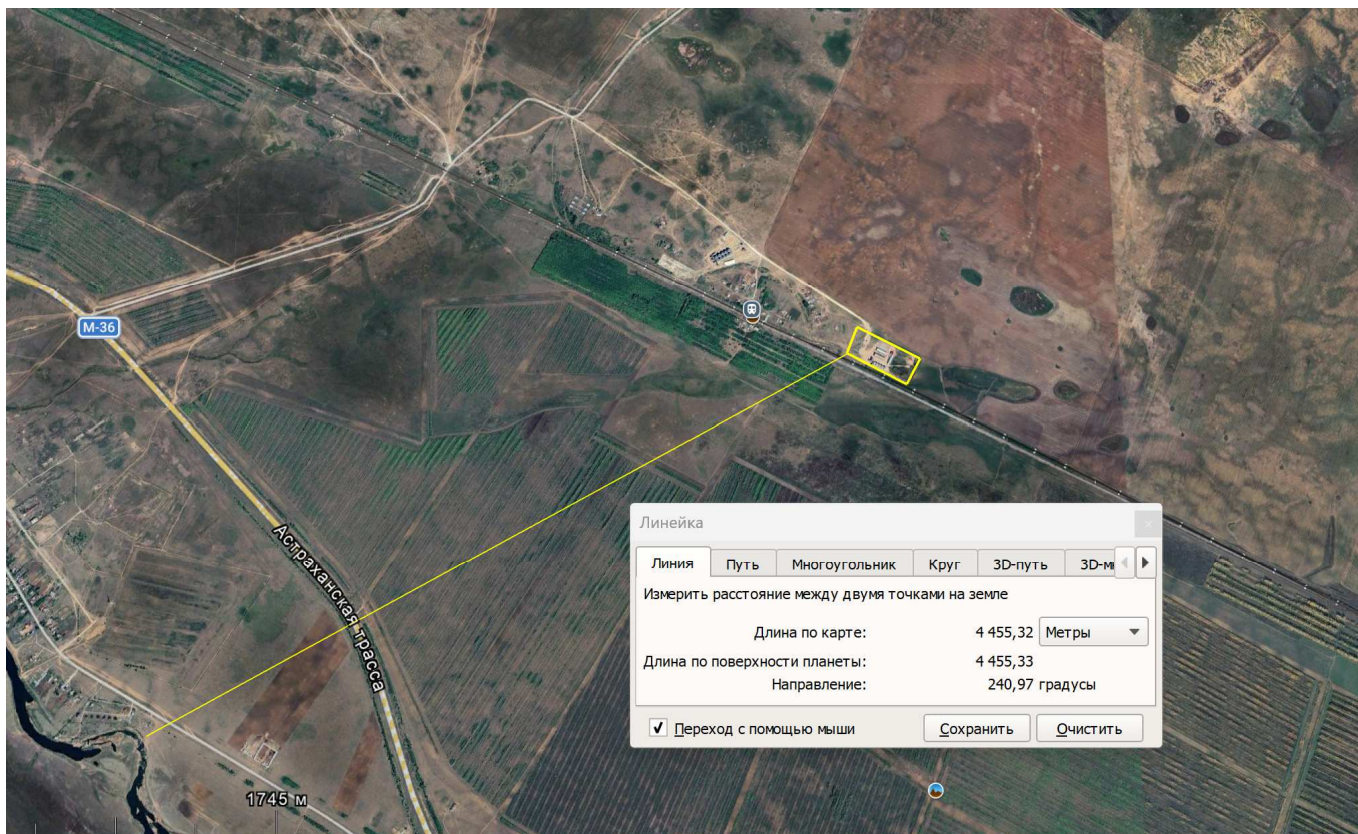 М-36
Астраханская трасса
Линейка
Линия
Путь
Многоугольник
Круг
3D-путь
3D-м
Измерить расстояние между двумя точками на земле
Длина по карте:
4 455,32
Метры
Длина по поверхности планеты:
4 455,33
Направление:
240,97 градусы
Переход с помощью мыши
Сохранить
Очистить
1745 м